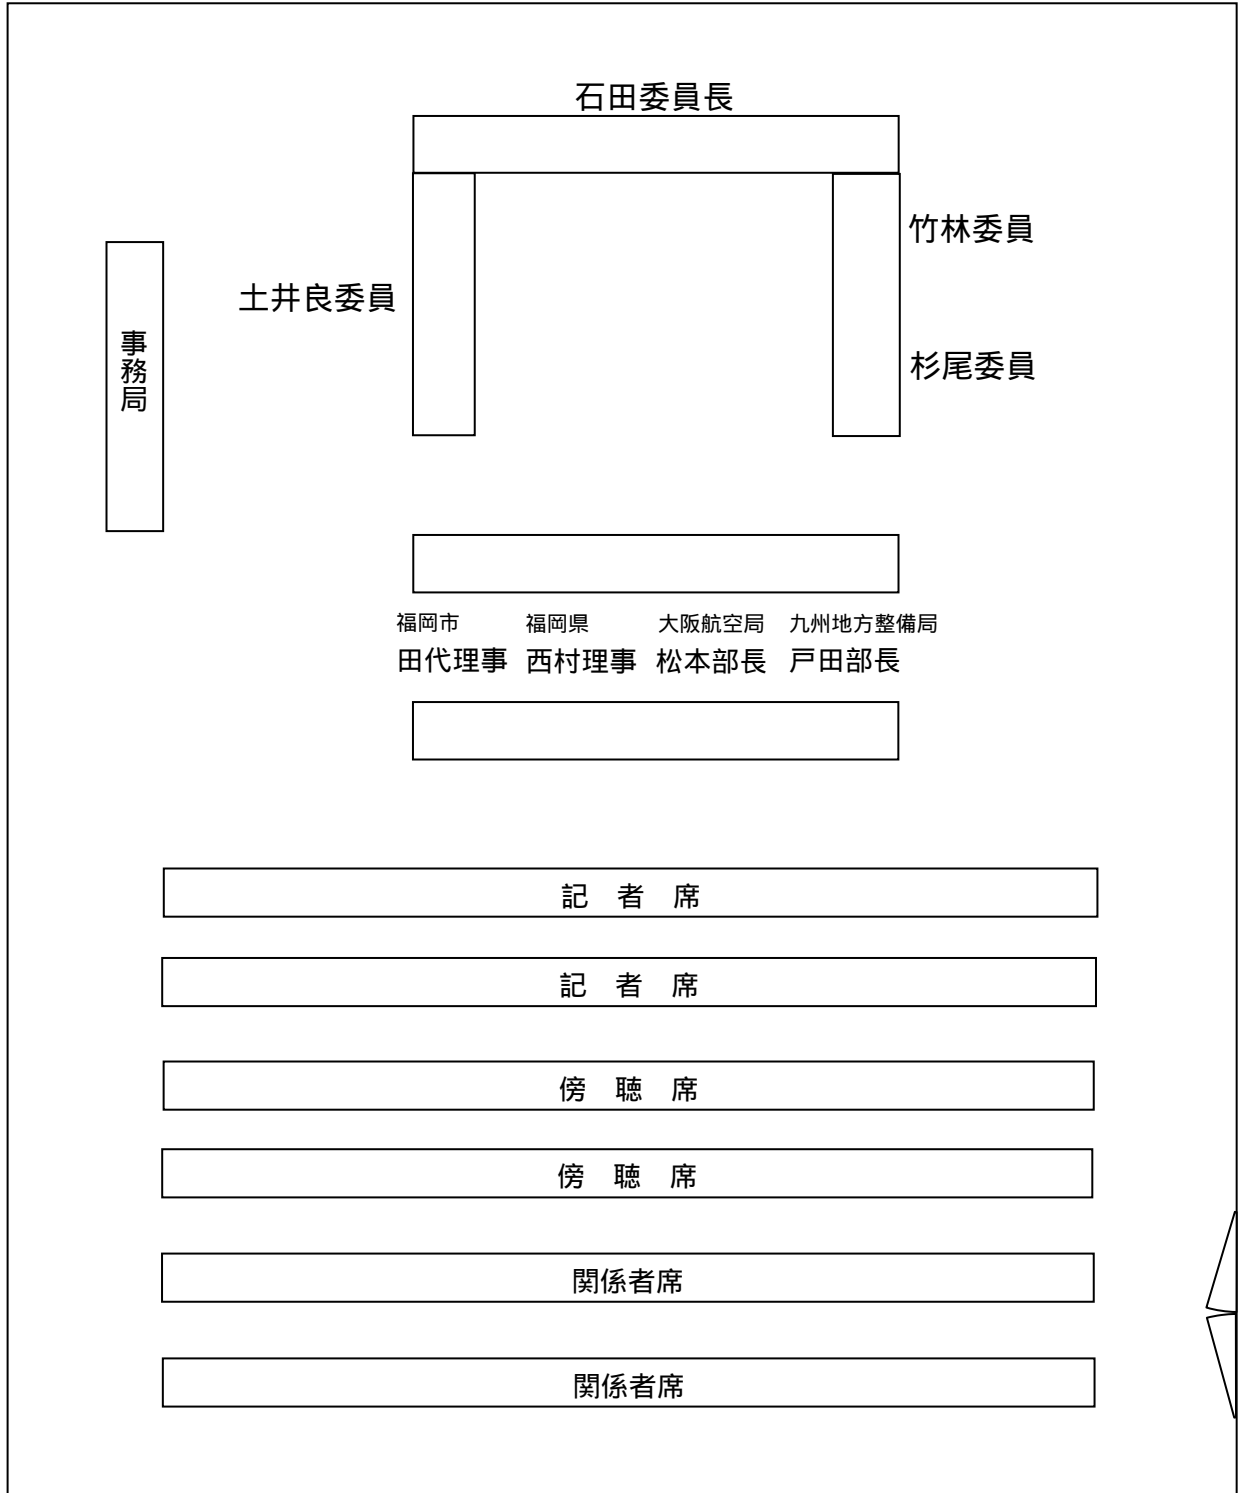 石田委員長
竹林委員
土井良委員
事務局
杉尾委員
福岡市 福岡県 大阪航空局 九州地方整備局
田代理事 西村理事 松本部長 戸田部長
記 者 席
記 者 席
傍 聴 席
傍 聴 席
関係者席
関係者席